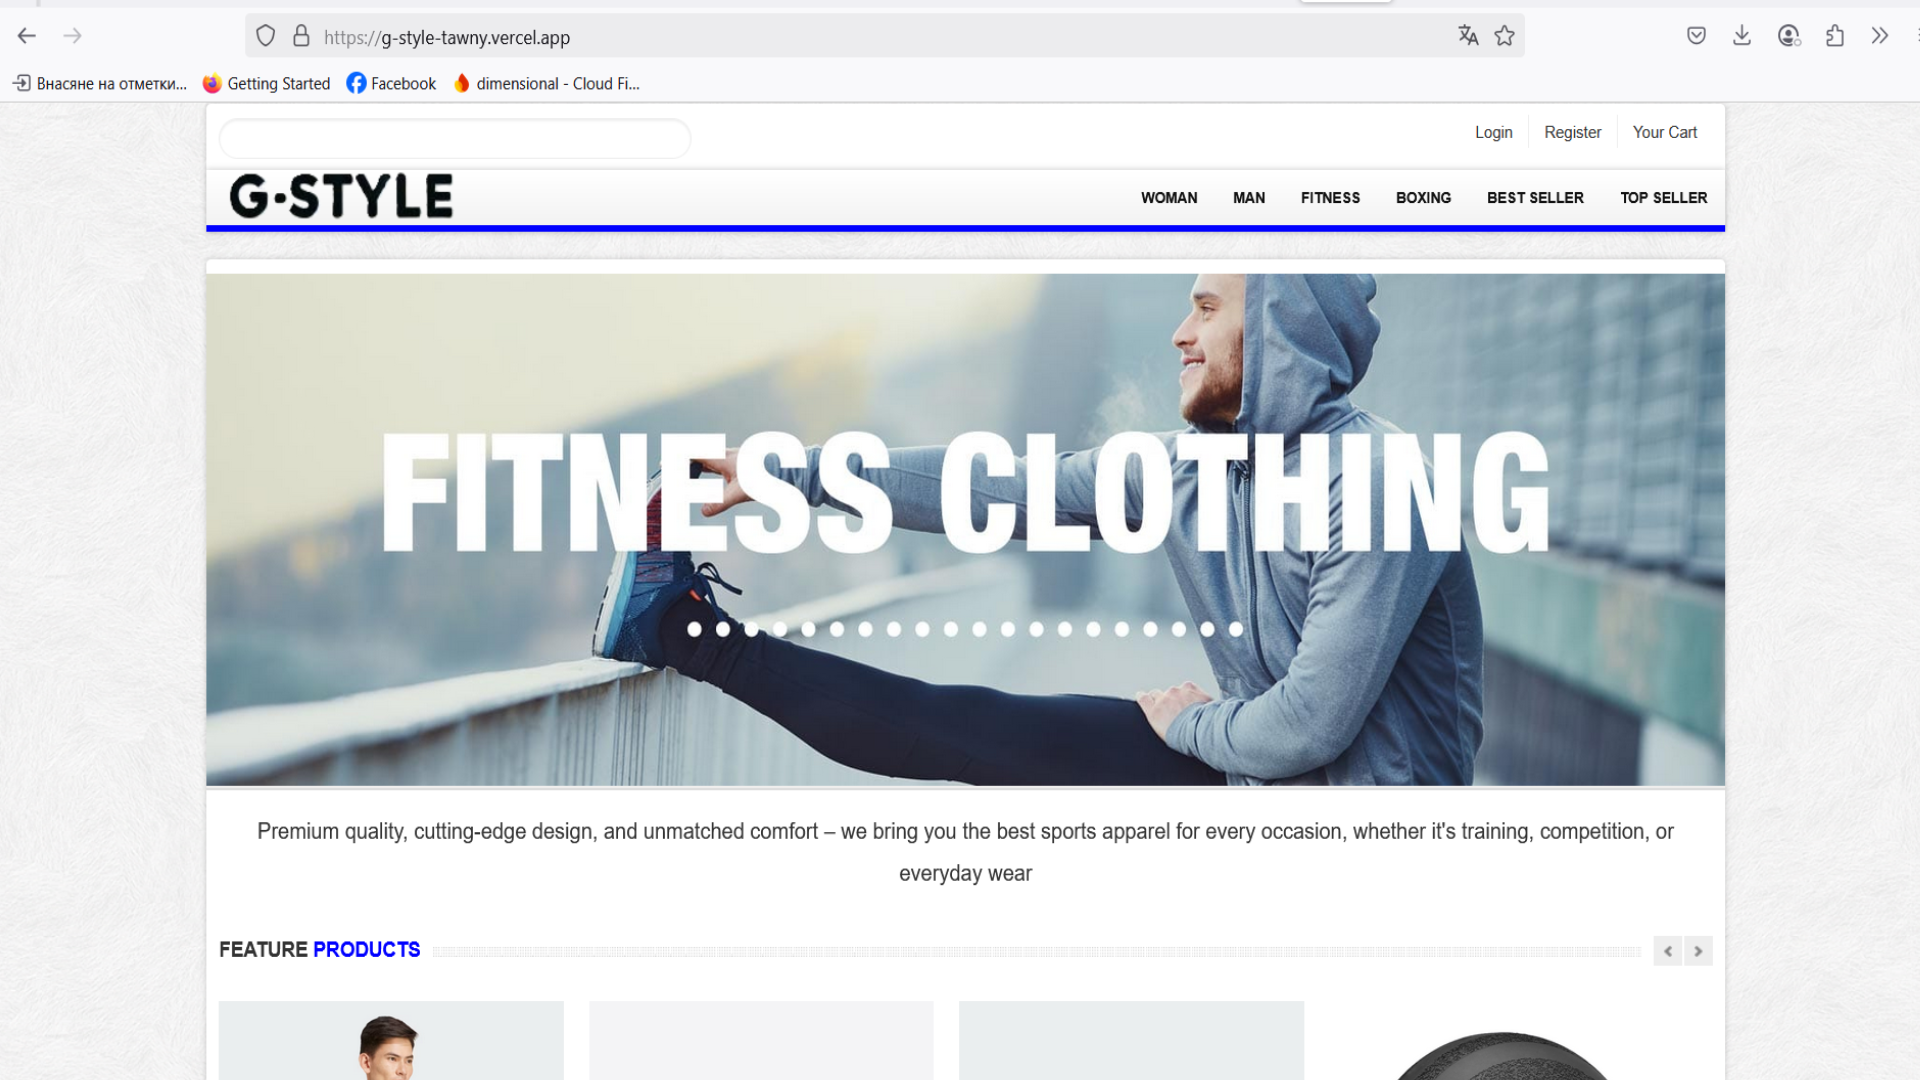 https://g-style-tawny.vercel.app
Внасяне на отметки...
Getting Started
Facebook
dimensional - Cloud Fi...
Login
Register
Your Cart
G·STYLE
WOMAN
MAN
FITNESS
BOXING
BEST SELLER
TOP SELLER
FITNESS CLOTHING
Premium quality, cutting-edge design, and unmatched comfort – we bring you the best sports apparel for every occasion, whether it's training, competition, or
everyday wear
FEATURE PRODUCTS